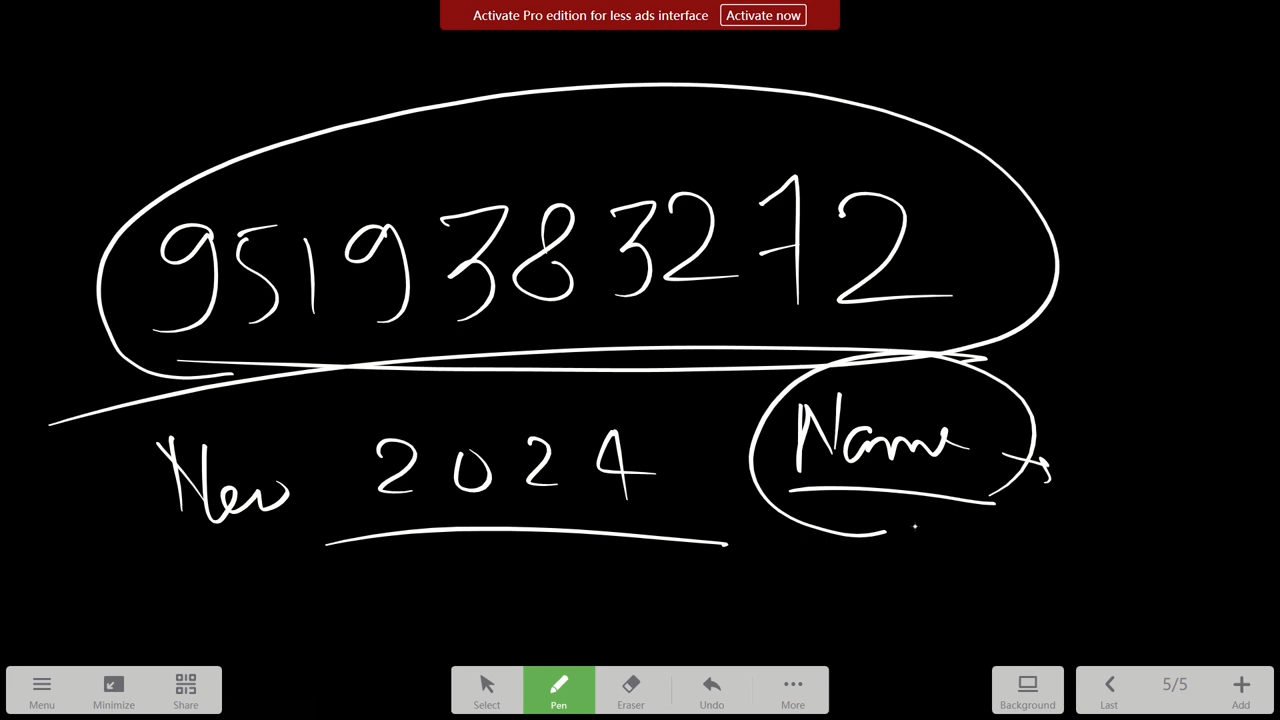 Activate Pro edition for less ads interface Activate now
9519383272
New 2024 Name
Menu Minimize Share Select Pen Eraser Undo More Background Last 5/5 Add